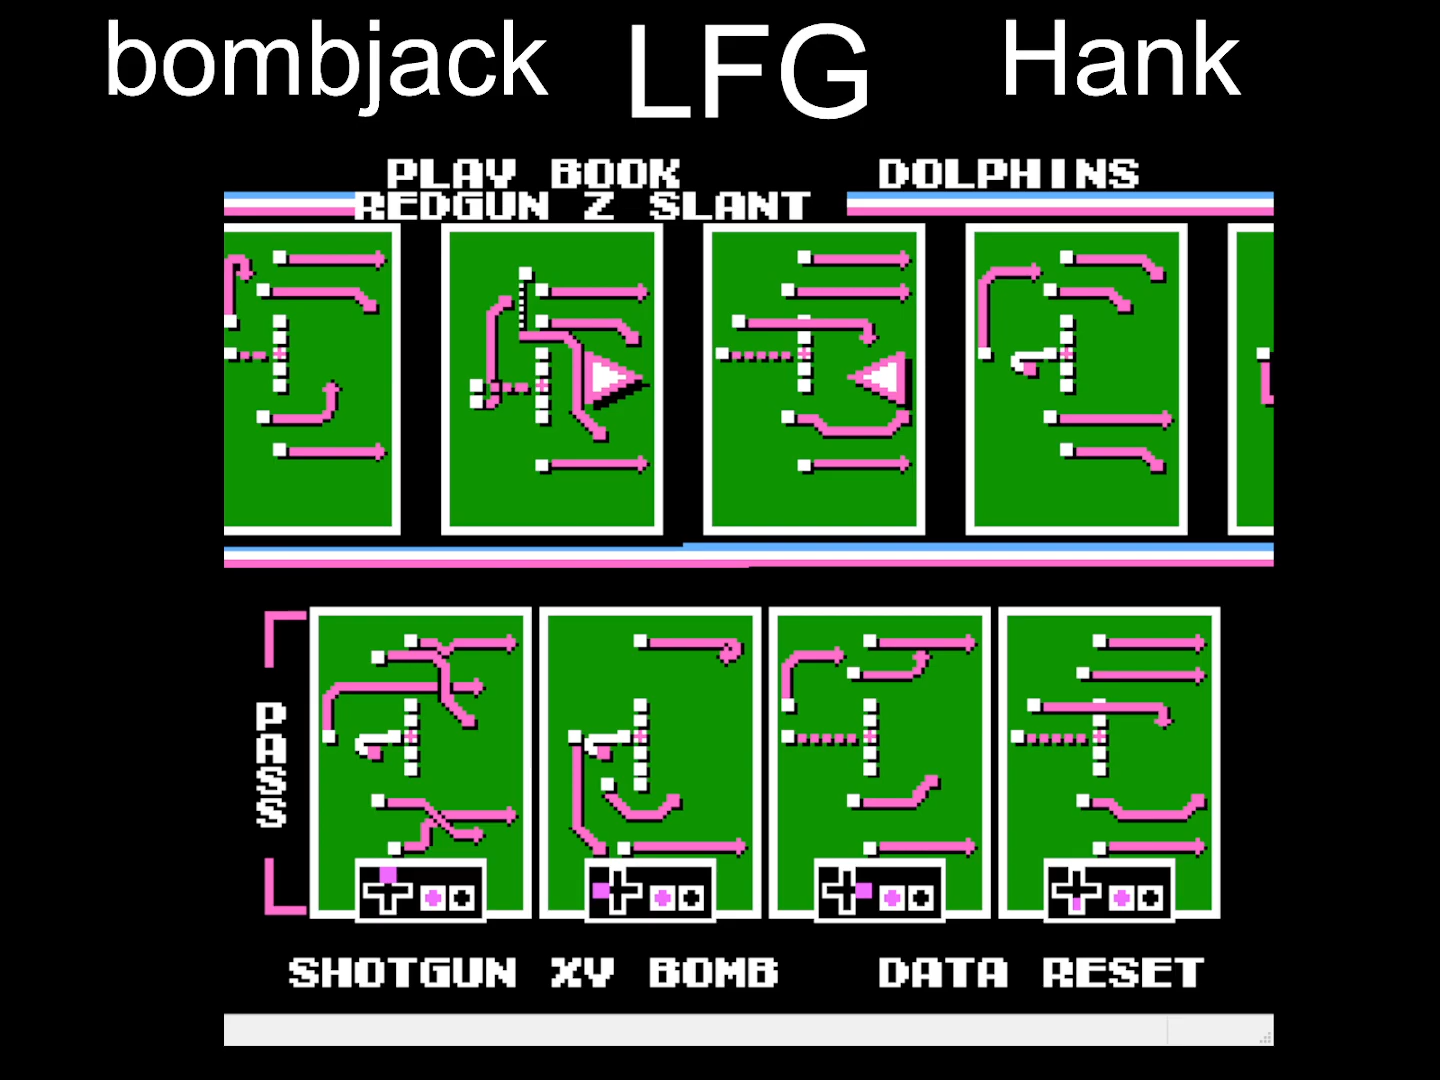 bombjack LFG Hank
PLAY BOOK DOLPHINS
REDGUN Z SLANT
PASS
SHOTGUN XY BOMB DATA RESET